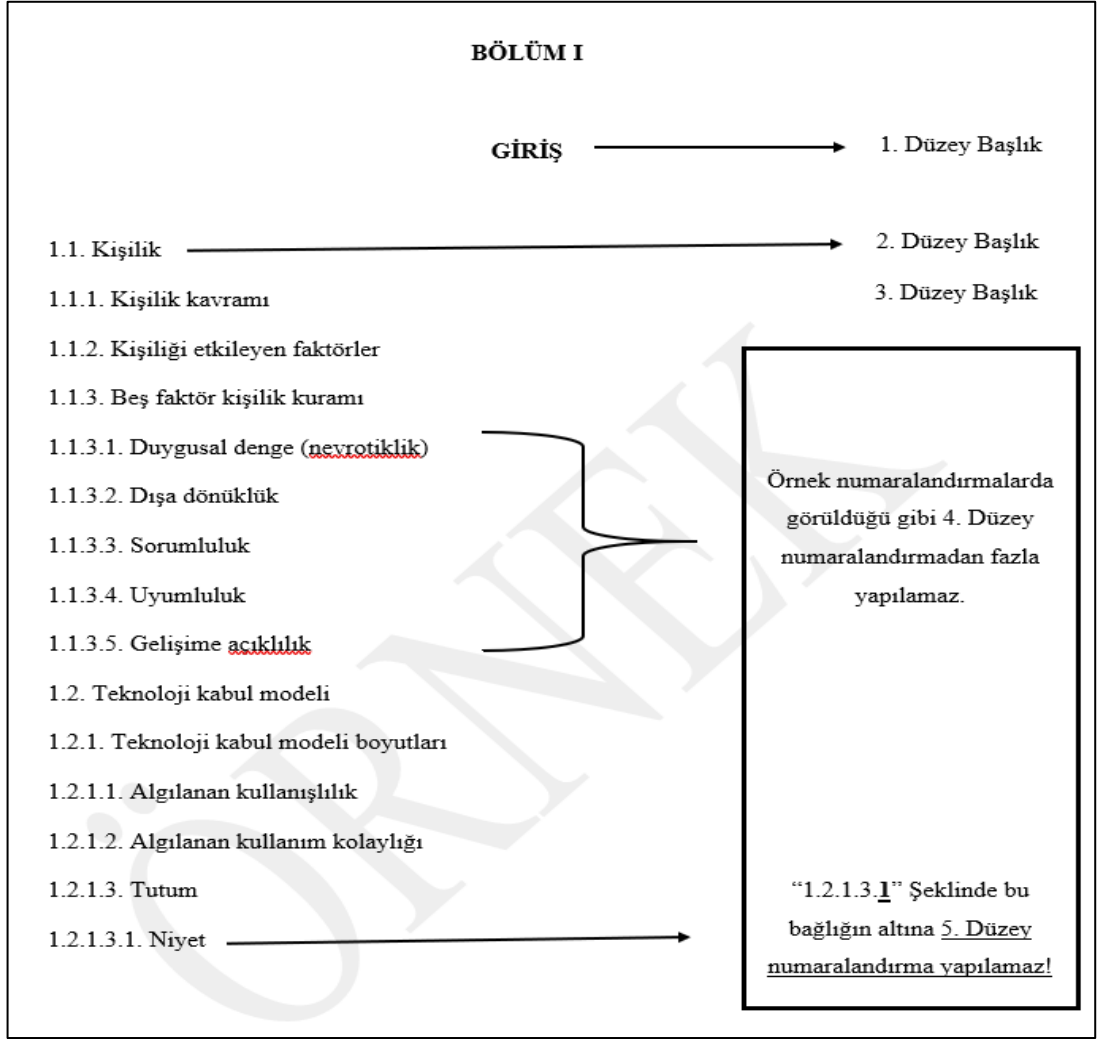 BÖLÜM I
GİRİŞ
1. Düzey Başlık
1.1. Kişilik
2. Düzey Başlık
1.1.1. Kişilik kavramı
3. Düzey Başlık
1.1.2. Kişiliği etkileyen faktörler
1.1.3. Beş faktör kişilik kuramı
1.1.3.1. Duygusal denge (nevrotiklik)
1.1.3.2. Dışa dönüklük
1.1.3.3. Sorumluluk
1.1.3.4. Uyumluluk
1.1.3.5. Gelişime açıklılık
Örnek numaralandırmalarda
görüldüğü gibi 4. Düzey
numaralandırmadan fazla
yapılamaz.
1.2. Teknoloji kabul modeli
1.2.1. Teknoloji kabul modeli boyutları
1.2.1.1. Algılanan kullanışlılık
1.2.1.2. Algılanan kullanım kolaylığı
1.2.1.3. Tutum
1.2.1.3.1. Niyet
“1.2.1.3.1” Şeklinde bu
bağlığın altına 5. Düzey
numaralandırma yapılamaz!
ÖRNEK